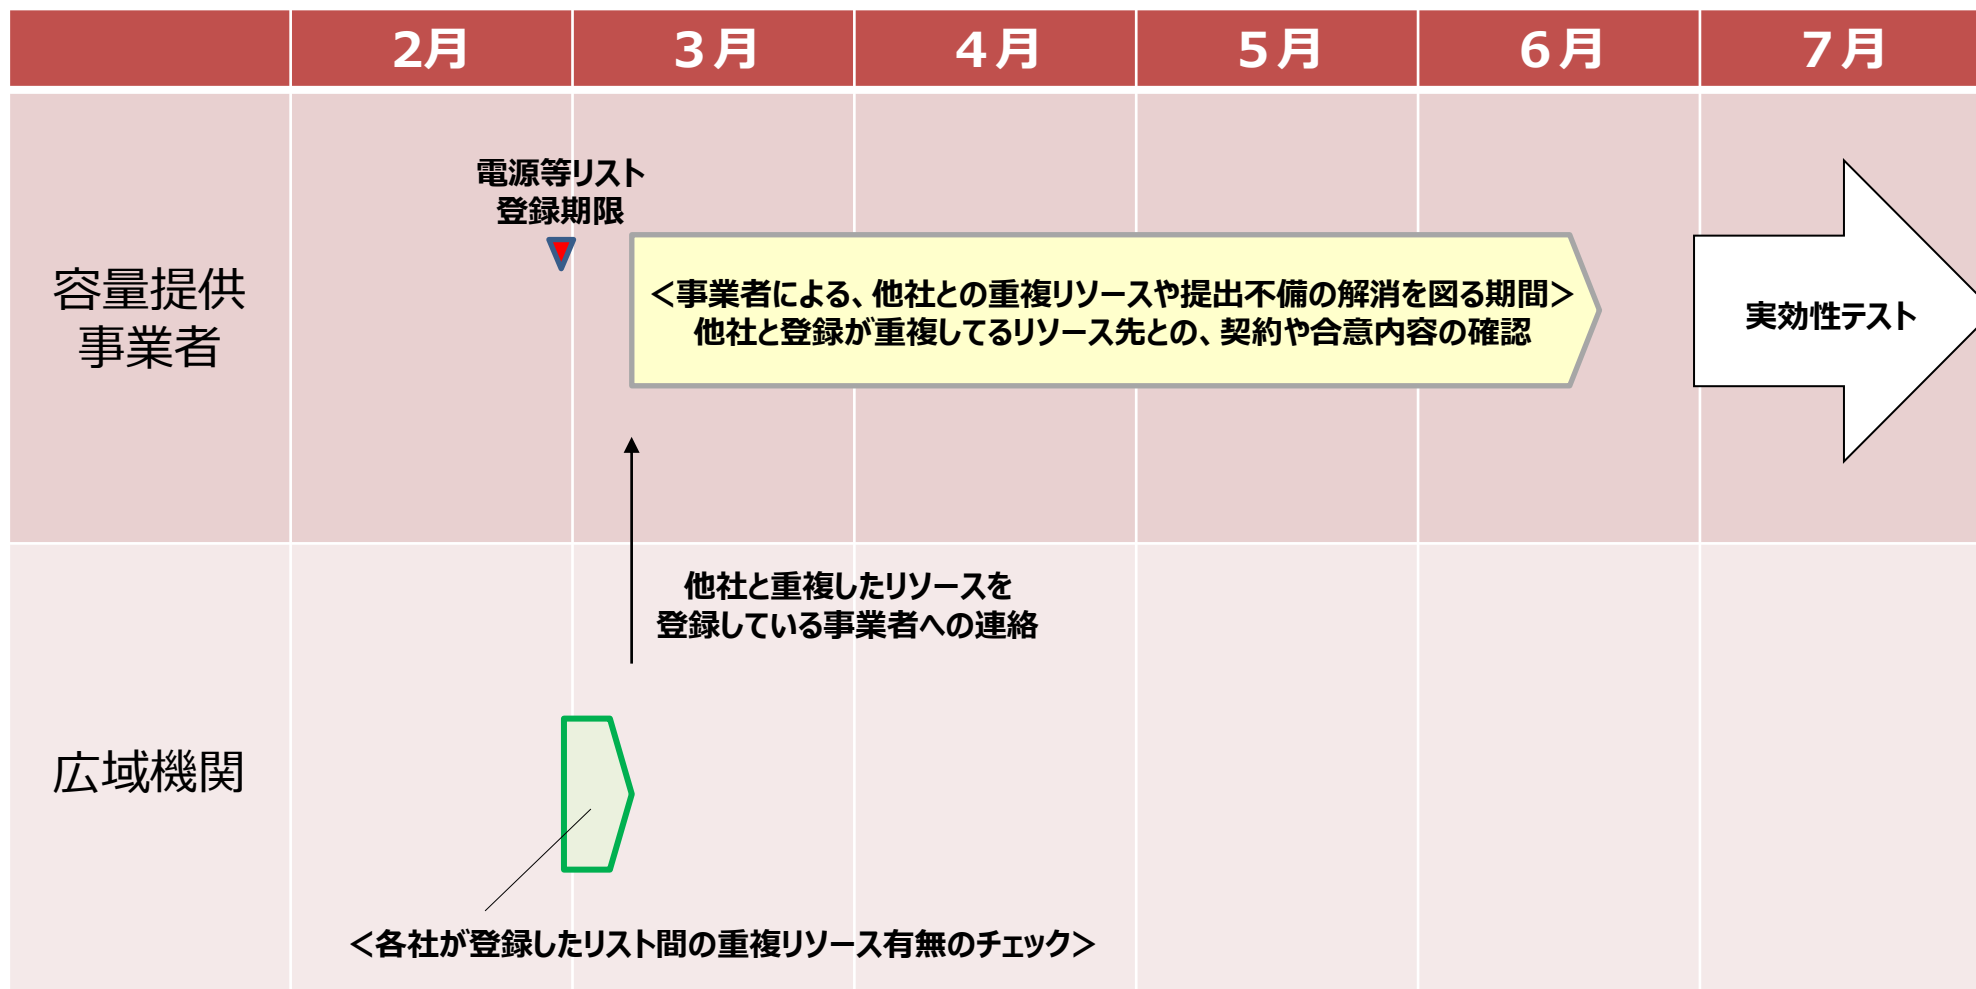 2月
3月
4月
5月
6月
7月
電源等リスト
登録期限
容量提供
事業者
<事業者による、他社との重複リソースや提出不備の解消を図る期間>
他社と登録が重複してるリソース先との、契約や合意内容の確認
実効性テスト
他社と重複したリソースを
登録している事業者への連絡
広域機関
<各社が登録したリスト間の重複リソース有無のチェック>